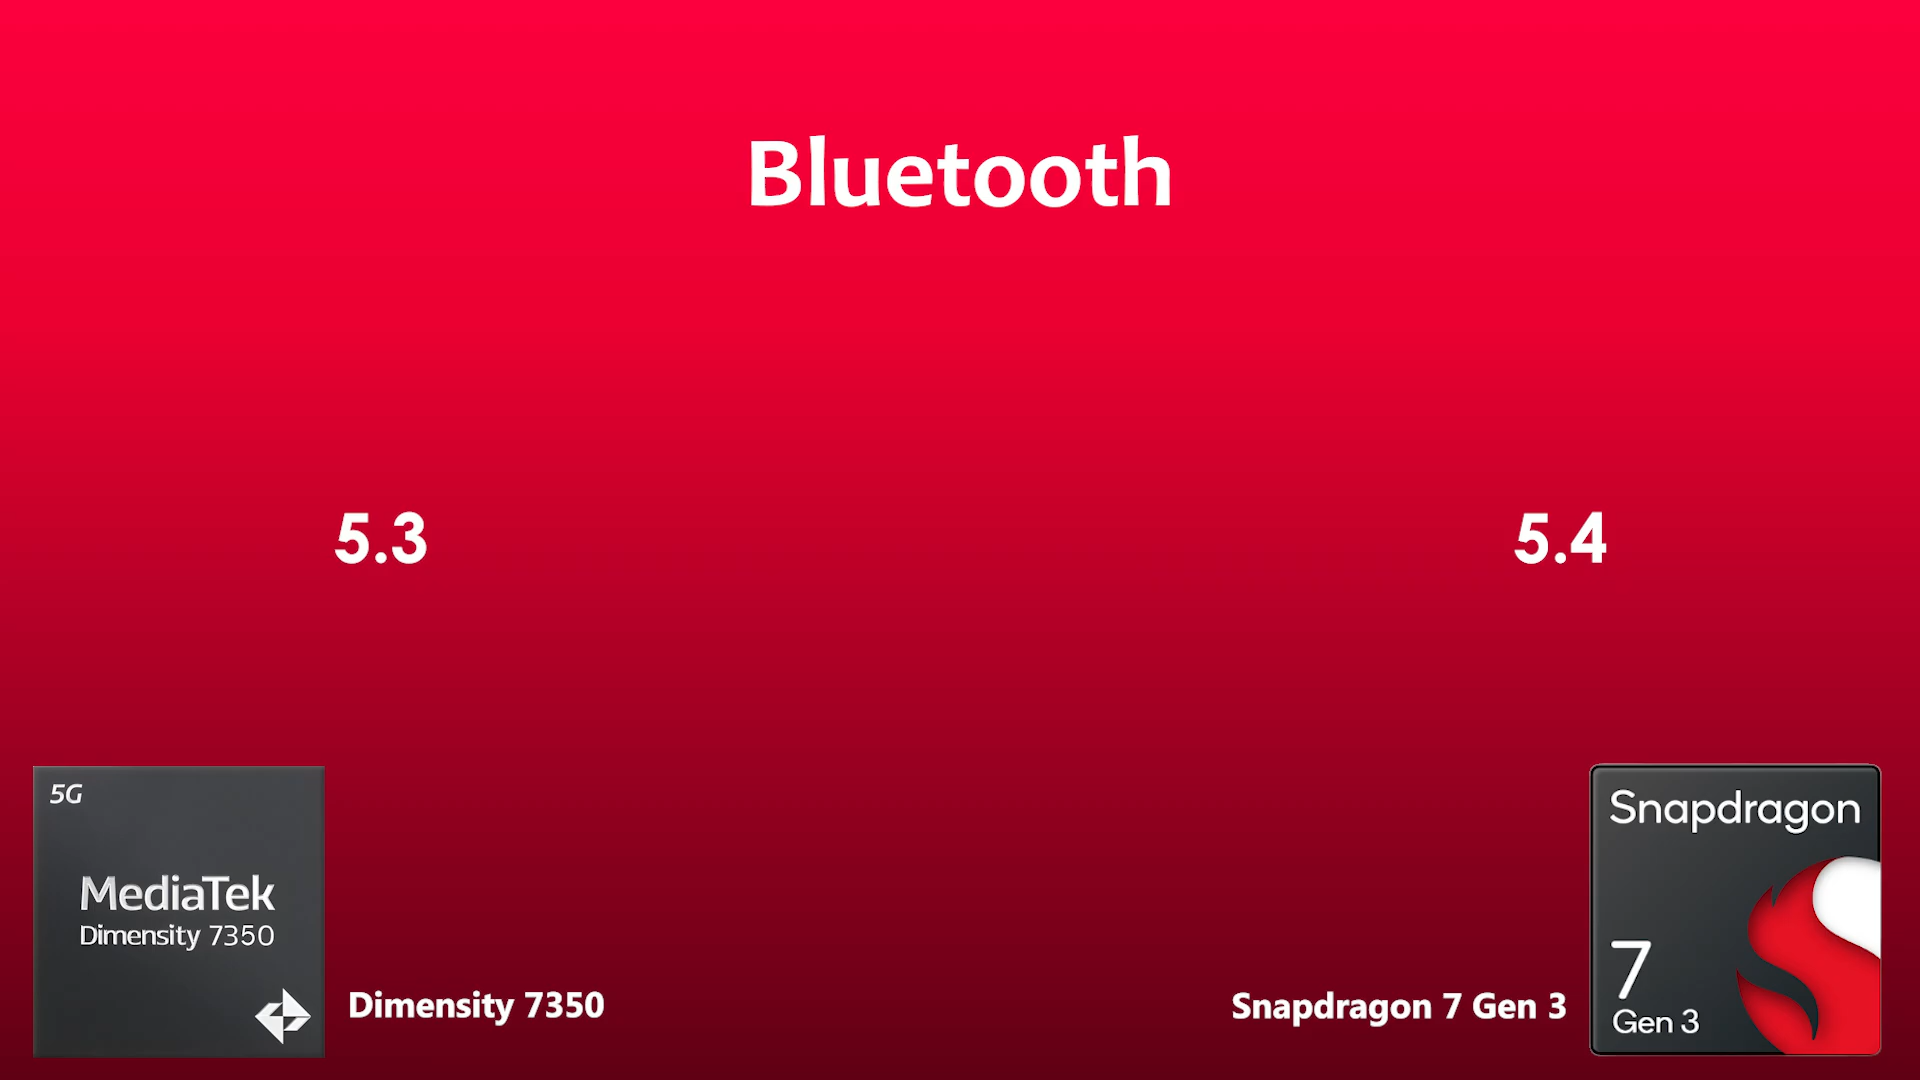 Bluetooth
5.3
5.4
5G
MediaTek
Dimensity 7350
Dimensity 7350
Snapdragon 7 Gen 3
Snapdragon
7
Gen 3